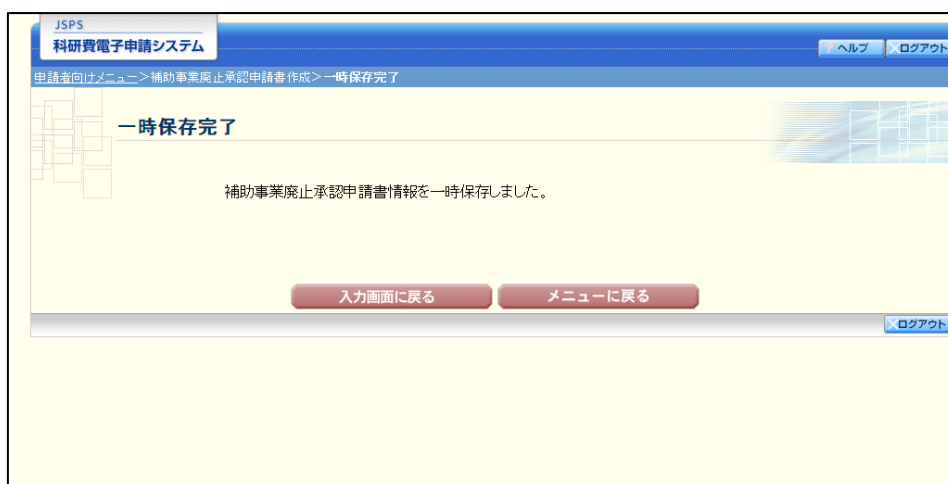 JSPS
科研費電子申請システム
ヘルプ ログアウト
申請者向けメニュー>補助事業廃止承認申請書作成>一時保存完了
一時保存完了
補助事業廃止承認申請書情報を一時保存しました。
入力画面に戻る メニューに戻る
ログアウト